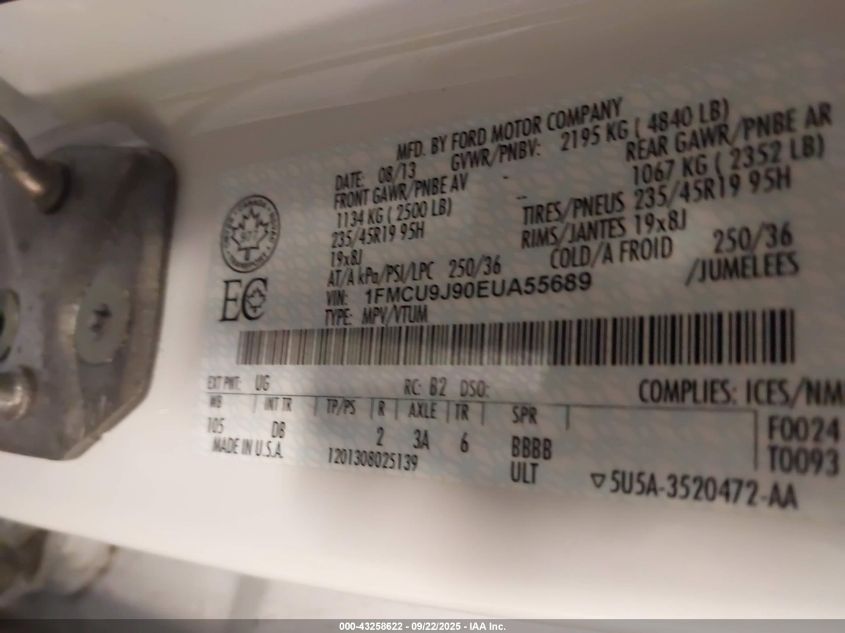 MFD. BY FORD MOTOR COMPANY
DATE: 08/13 GVWR/PNBV: 2195 KG ( 4840 LB)
FRONT GAWR/PNBE AV REAR GAWR/PNBE AR
1134 KG ( 2500 LB) 1067 KG ( 2352 LB)
235/45R19 95H TIRES/PNEUS 235/45R19 95H
19x8J RIMS/JANTES 19x8J
AT/A kPa/PSI/LPC 250/36 COLD/A FROID 250/36
VIN: 1FMCU9J90EUA55689 /JUMELEES
TYPE: MPV/VTUM
EC
EXT PNT: UG RC: B2 DSO: COMPLIES: ICES/NM
WB INT TR TP/PS R AXLE TR SPR F0024
105 DB 2 3A 6 BBBB T0093
MADE IN U.S.A. 1201308025139 ULT ▽5U5A-3520472-AA
000-43258622 - 09/22/2025 - IAA Inc.